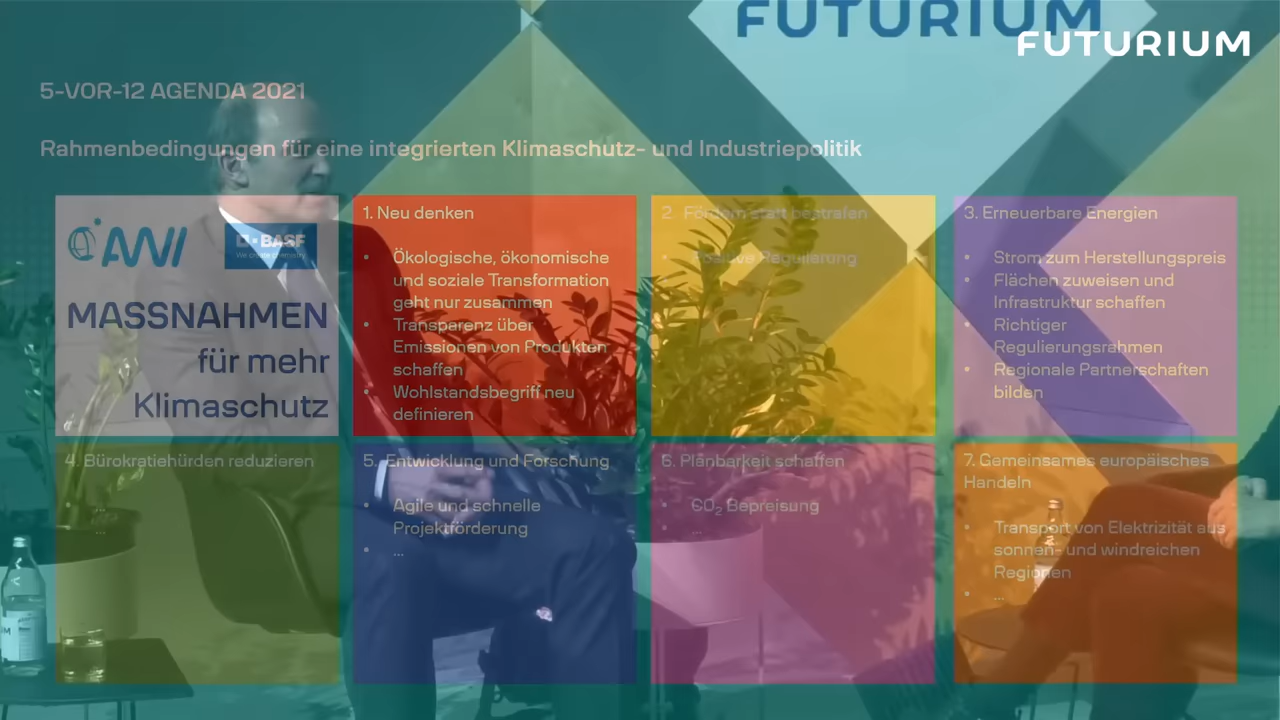 FUTURIUM
FUTURIUM
5-VOR-12 AGENDA 2021
Rahmenbedingungen für eine integrierten Klimaschutz- und Industriepolitik
AWI
BASF
We create chemistry
MASSNAHMEN
für mehr
Klimaschutz
1. Neu denken
• Ökologische, ökonomische
und soziale Transformation
geht nur zusammen
• Transparenz über
Emissionen von Produkten
schaffen
• Wohlstandsbegriff neu
definieren
2. Fördern statt bestrafen
• Positive Regulierung
3. Erneuerbare Energien
• Strom zum Herstellungspreis
• Flächen zuweisen und
Infrastruktur schaffen
• Richtiger
Regulierungsrahmen
• Regionale Partnerschaften
bilden
4. Bürokratiehürden reduzieren
5. Entwicklung und Forschung
• Agile und schnelle
Projektförderung
• ...
6. Planbarkeit schaffen
• CO₂ Bepreisung
• ...
7. Gemeinsames europäisches
Handeln
• Transport von Elektrizität aus
sonnen- und windreichen
Regionen
• ...